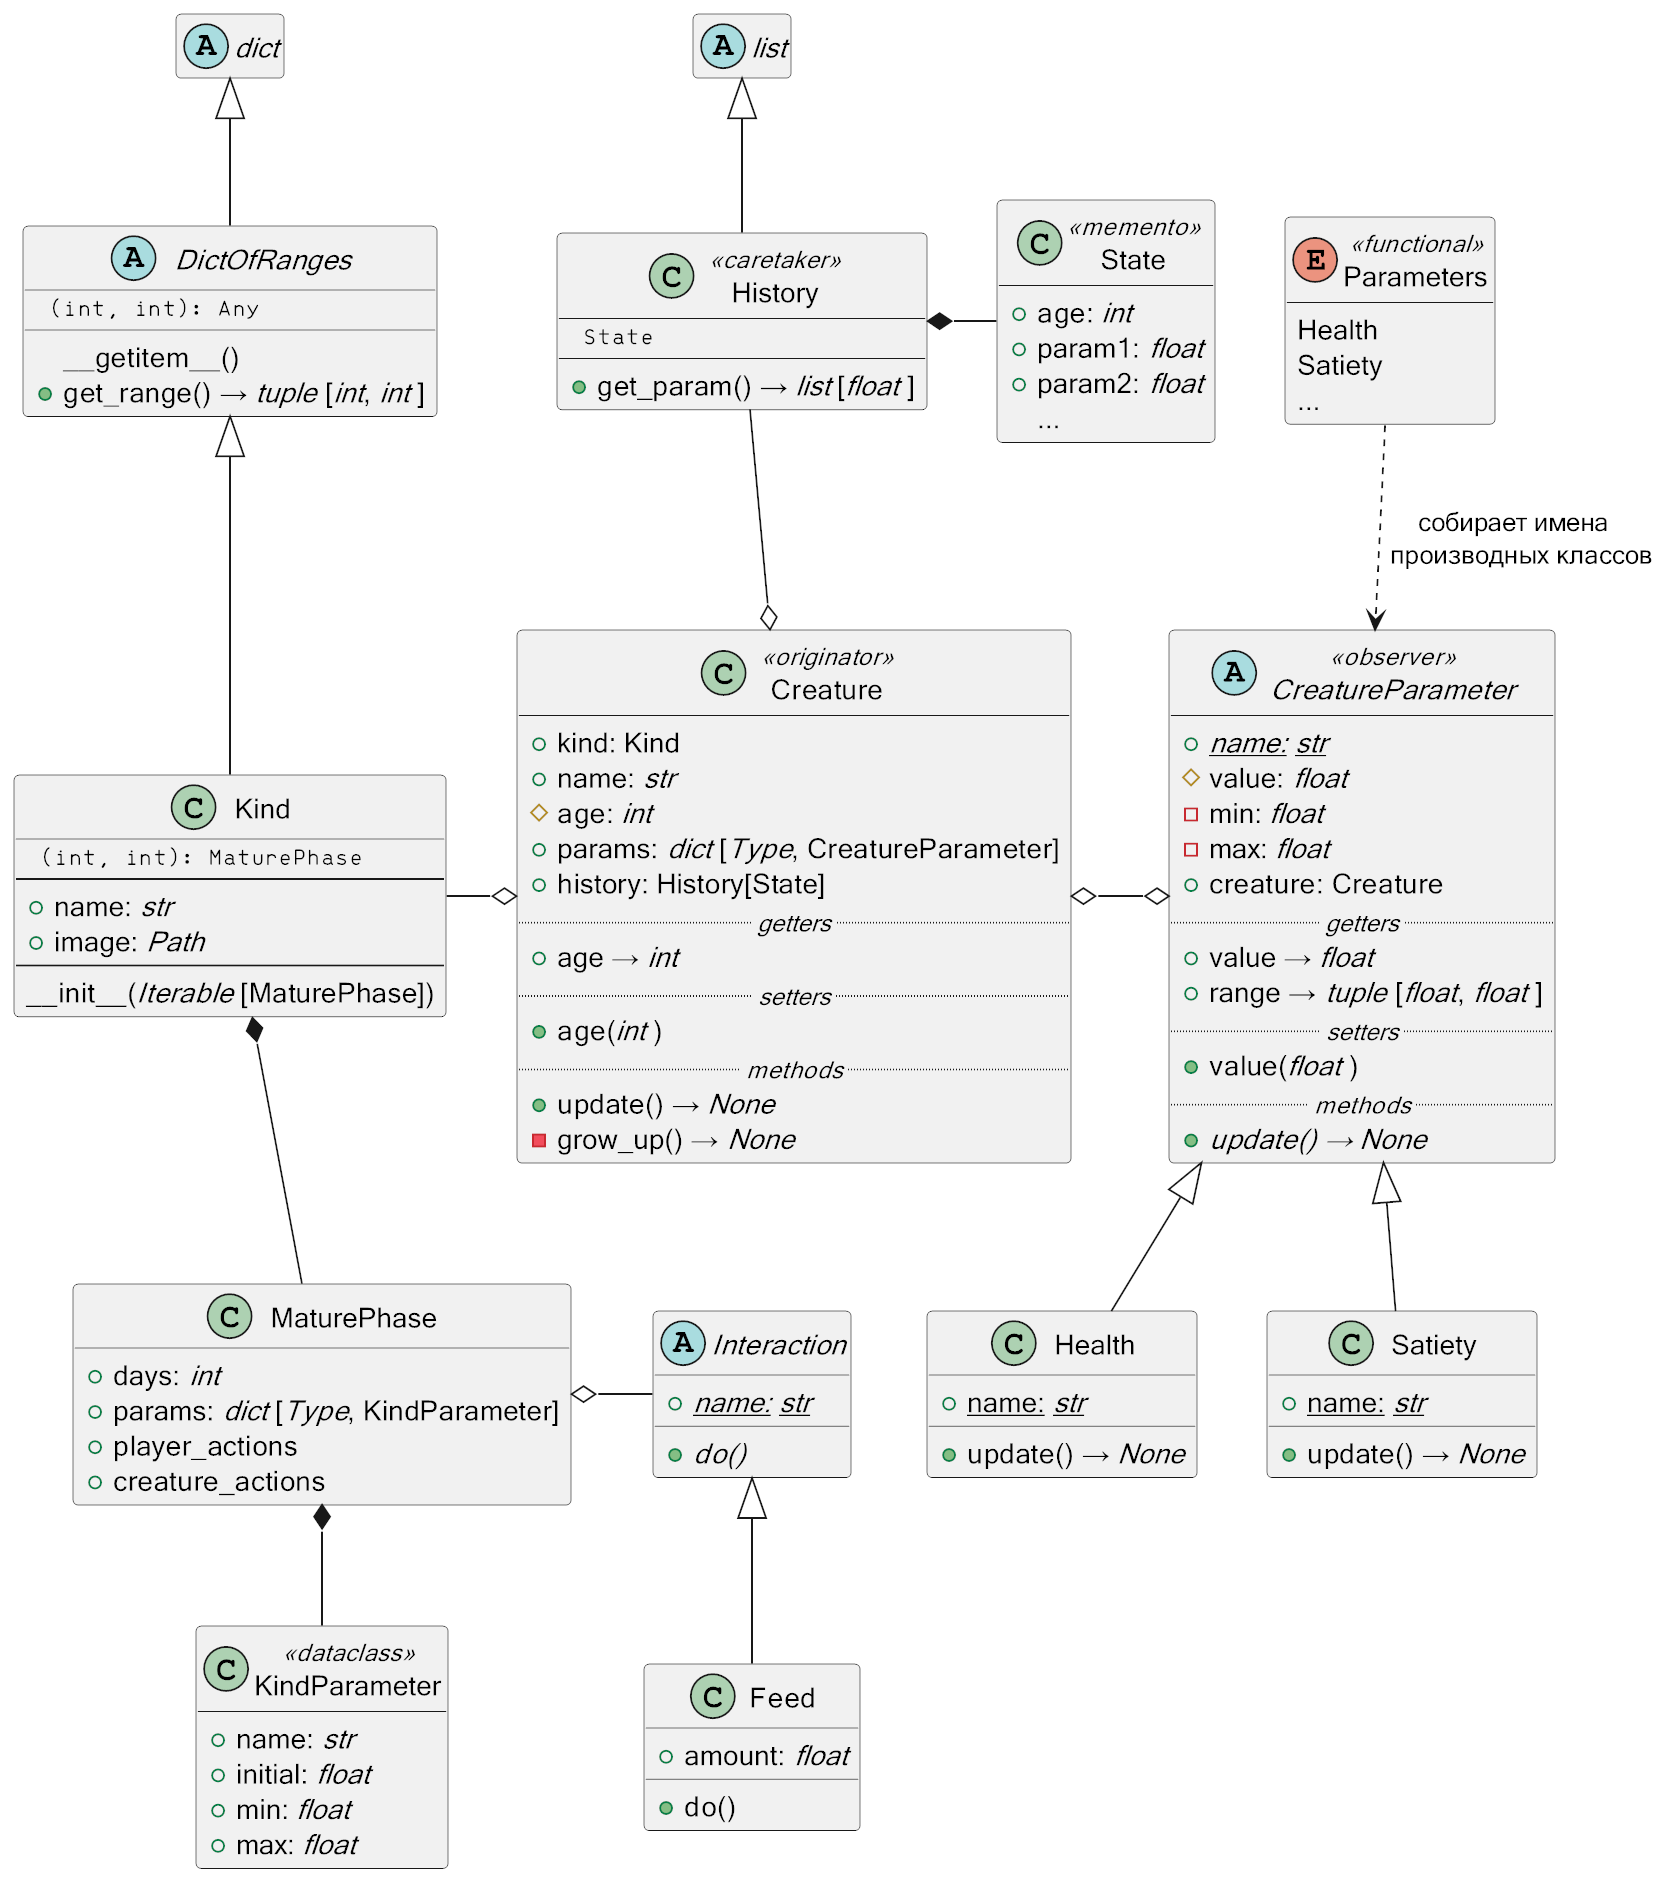 A dict
A list
A DictOfRanges
(int, int): Any
__getitem__()
get_range() → tuple [int, int ]
«caretaker»
C History
State
get_param() → list [float ]
«memento»
C State
age: int
param1: float
param2: float
...
«functional»
E Parameters
Health
Satiety
...
собирает имена
производных классов
C Kind
(int, int): MaturePhase
name: str
image: Path
__init__(Iterable [MaturePhase])
«originator»
C Creature
kind: Kind
name: str
age: int
params: dict [Type, CreatureParameter]
history: History[State]
getters
age → int
setters
age(int )
methods
update() → None
grow_up() → None
«observer»
A CreatureParameter
name: str
value: float
min: float
max: float
creature: Creature
getters
value → float
range → tuple [float, float ]
setters
value(float )
methods
update() → None
C MaturePhase
days: int
params: dict [Type, KindParameter]
player_actions
creature_actions
A Interaction
name: str
do()
C Health
name: str
update() → None
C Satiety
name: str
update() → None
«dataclass»
C KindParameter
name: str
initial: float
min: float
max: float
C Feed
amount: float
do()